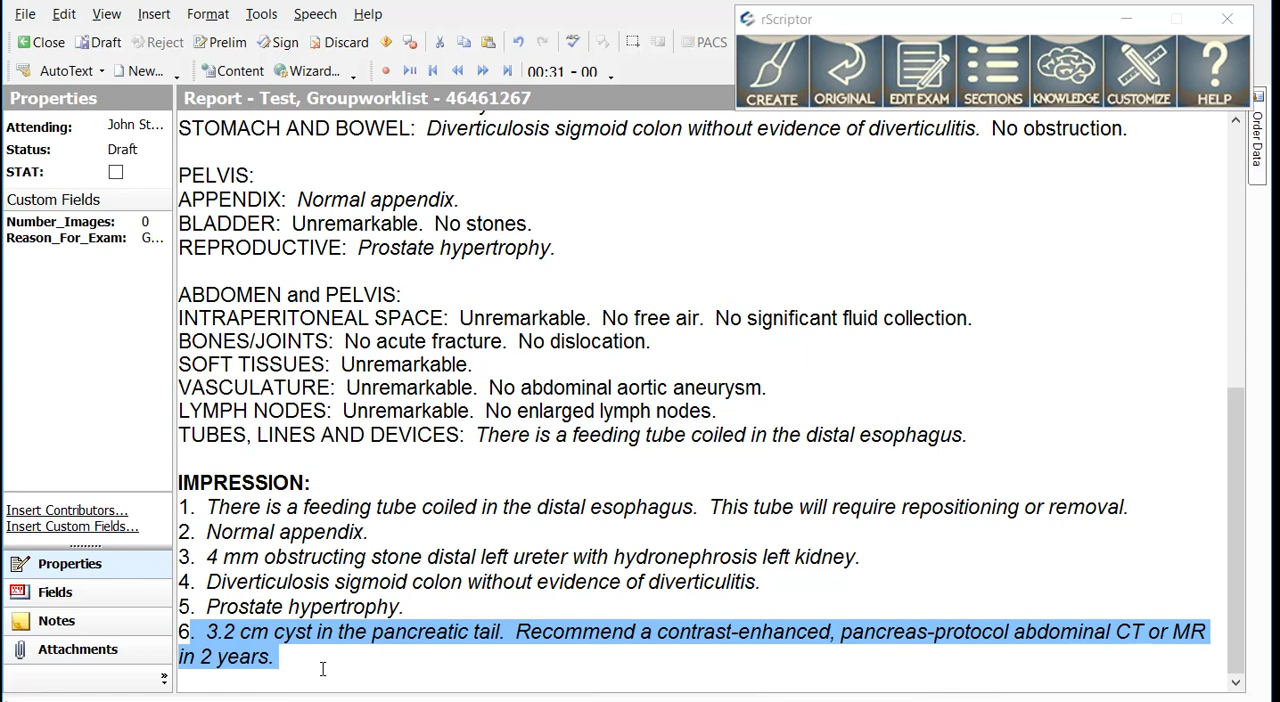 File Edit View Insert Format Tools Speech Help
rScriptor
Close Draft Reject Prelim Sign Discard PACS
AutoText New... Content Wizard... 00:31 - 00
CREATE ORIGINAL EDIT EXAM SECTIONS KNOWLEDGE CUSTOMIZE HELP
Properties
Attending: John St...
Status: Draft
STAT:
Custom Fields
Number_Images: 0
Reason_For_Exam: G...
Insert Contributors...
Insert Custom Fields...
Properties
Fields
Notes
Attachments
Report - Test, Groupworklist - 46461267
STOMACH AND BOWEL: Diverticulosis sigmoid colon without evidence of diverticulitis. No obstruction.
PELVIS:
APPENDIX: Normal appendix.
BLADDER: Unremarkable. No stones.
REPRODUCTIVE: Prostate hypertrophy.
ABDOMEN and PELVIS:
INTRAPERITONEAL SPACE: Unremarkable. No free air. No significant fluid collection.
BONES/JOINTS: No acute fracture. No dislocation.
SOFT TISSUES: Unremarkable.
VASCULATURE: Unremarkable. No abdominal aortic aneurysm.
LYMPH NODES: Unremarkable. No enlarged lymph nodes.
TUBES, LINES AND DEVICES: There is a feeding tube coiled in the distal esophagus.
IMPRESSION:
1. There is a feeding tube coiled in the distal esophagus. This tube will require repositioning or removal.
2. Normal appendix.
3. 4 mm obstructing stone distal left ureter with hydronephrosis left kidney.
4. Diverticulosis sigmoid colon without evidence of diverticulitis.
5. Prostate hypertrophy.
6. 3.2 cm cyst in the pancreatic tail. Recommend a contrast-enhanced, pancreas-protocol abdominal CT or MR
in 2 years.
Order Data